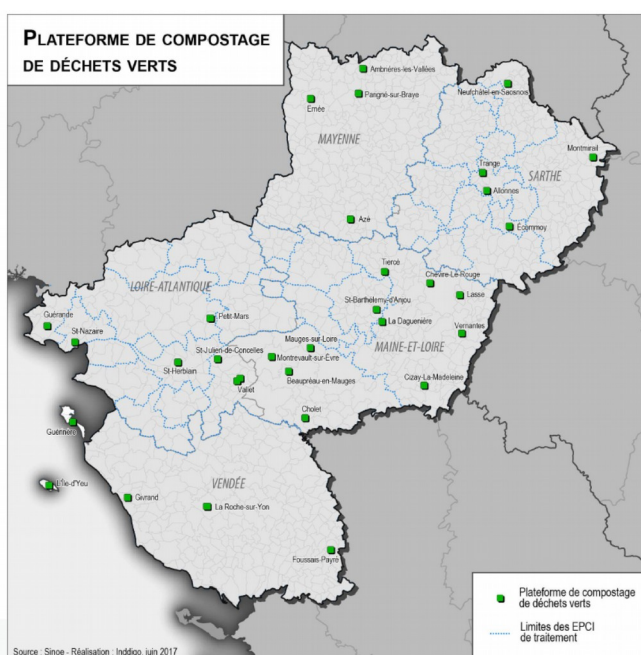 PLATEFORME DE COMPOSTAGE
DE DÉCHETS VERTS
Ambrières-les-Vallées
Neufchâtel-en-Saosnois
Parigné-sur-Braye
Ernée
MAYENNE
Montmirail
Trangé
SARTHE
Allonnes
Azé
Ecommoy
Tiercé
Chevire-Le-Rouge
LOIRE-ATLANTIQUE
Lasse
St-Barthélemy-d'Anjou
Guérande
Petit-Mars
La Daguenière
St-Nazaire
Vernantes
Mauges-sur-Loire
MAINE-ET-LOIRE
St-Julien-de-Concelles
Montrevault-sur-Èvre
St-Herblain
Beaupréau-en-Mauges
Vallet
Cizay-La-Madeleine
Cholet
Guérinière
VENDÉE
L'Ile-d'Yeu
Givrand
La Roche-sur-Yon
Foussais-Payré
Plateforme de compostage
de déchets verts
Limites des EPCI
de traitement
Source : Sinoe - Réalisation : Inddigo, juin 2017